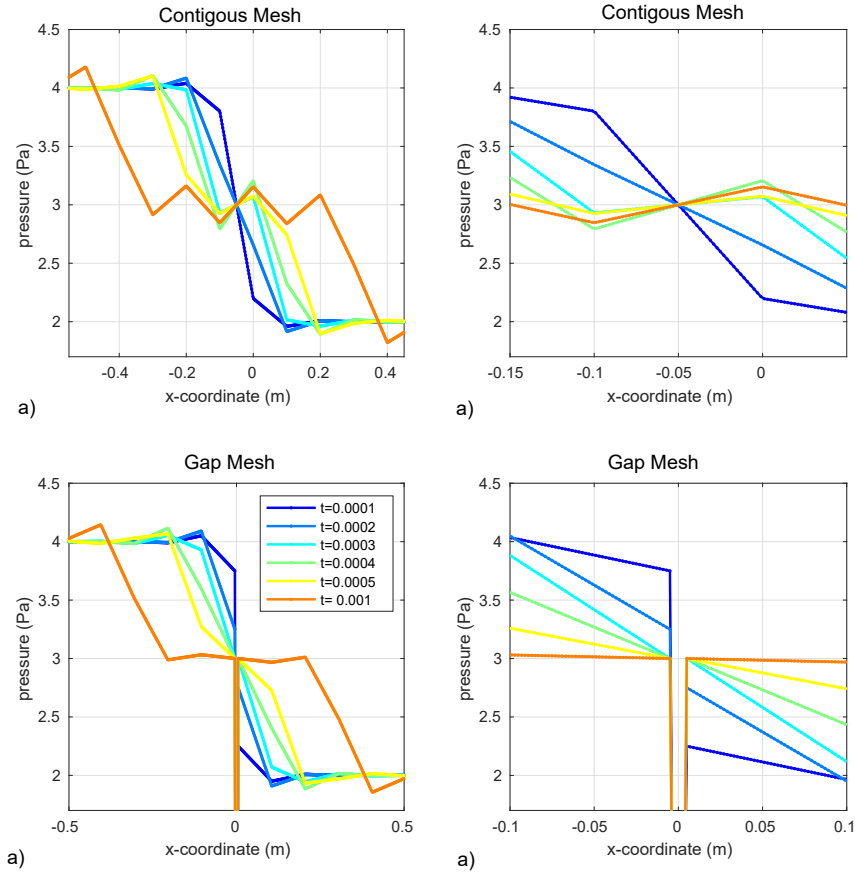 Contigous Mesh
4.5
4
3.5
3
2.5
2
pressure (Pa)
-0.4 -0.2 0 0.2 0.4
x-coordinate (m)
a)
Contigous Mesh
4.5
4
3.5
3
2.5
2
pressure (Pa)
-0.15 -0.1 -0.05 0
x-coordinate (m)
a)
Gap Mesh
4.5
4
3.5
3
2.5
2
pressure (Pa)
t=0.0001
t=0.0002
t=0.0003
t=0.0004
t=0.0005
t= 0.001
-0.5 0 0.5
x-coordinate (m)
a)
Gap Mesh
4.5
4
3.5
3
2.5
2
pressure (Pa)
-0.1 -0.05 0 0.05 0.1
x-coordinate (m)
a)